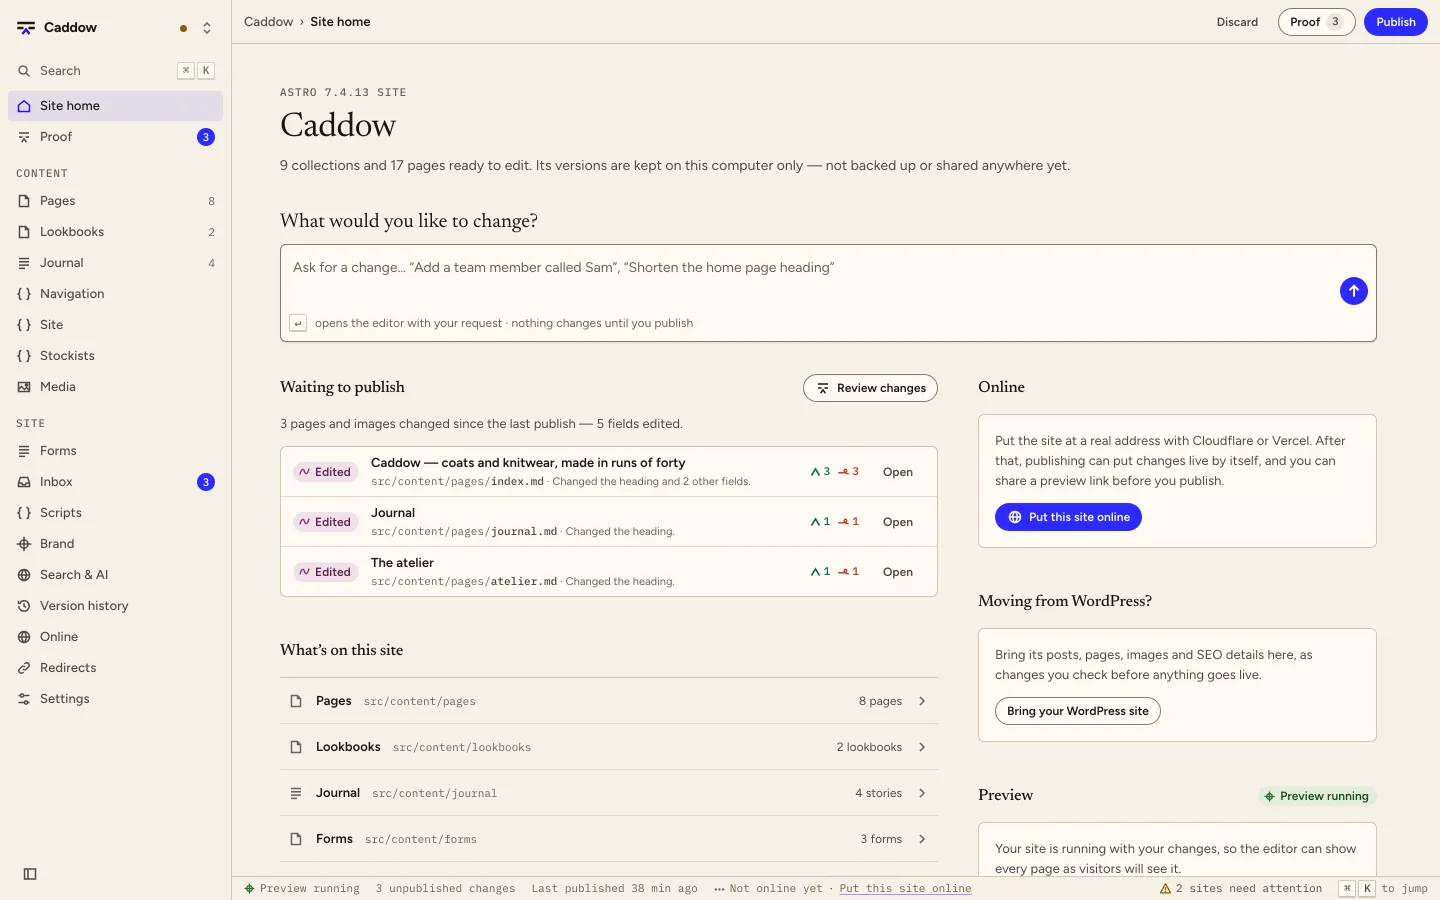 Caddow
Search
⌘ K
Site home
Proof
3
CONTENT
Pages
8
Lookbooks
2
Journal
4
Navigation
Site
Stockists
Media
SITE
Forms
Inbox
3
Scripts
Brand
Search & AI
Version history
Online
Redirects
Settings
Caddow › Site home
Discard
Proof 3
Publish
ASTRO 7.4.13 SITE
Caddow
9 collections and 17 pages ready to edit. Its versions are kept on this computer only — not backed up or shared anywhere yet.
What would you like to change?
Ask for a change... “Add a team member called Sam”, “Shorten the home page heading”
↵ opens the editor with your request · nothing changes until you publish
Waiting to publish
Review changes
3 pages and images changed since the last publish — 5 fields edited.
Edited
Caddow — coats and knitwear, made in runs of forty
src/content/pages/index.md · Changed the heading and 2 other fields.
3 3
Open
Edited
Journal
src/content/pages/journal.md · Changed the heading.
1 1
Open
Edited
The atelier
src/content/pages/atelier.md · Changed the heading.
1 1
Open
What’s on this site
Pages src/content/pages 8 pages
Lookbooks src/content/lookbooks 2 lookbooks
Journal src/content/journal 4 stories
Forms src/content/forms 3 forms
Online
Put the site at a real address with Cloudflare or Vercel. After
that, publishing can put changes live by itself, and you can
share a preview link before you publish.
Put this site online
Moving from WordPress?
Bring its posts, pages, images and SEO details here, as
changes you check before anything goes live.
Bring your WordPress site
Preview
Preview running
Your site is running with your changes, so the editor can show
every page as visitors will see it.
Preview running
3 unpublished changes
Last published 38 min ago
Not online yet · Put this site online
2 sites need attention
⌘ K to jump